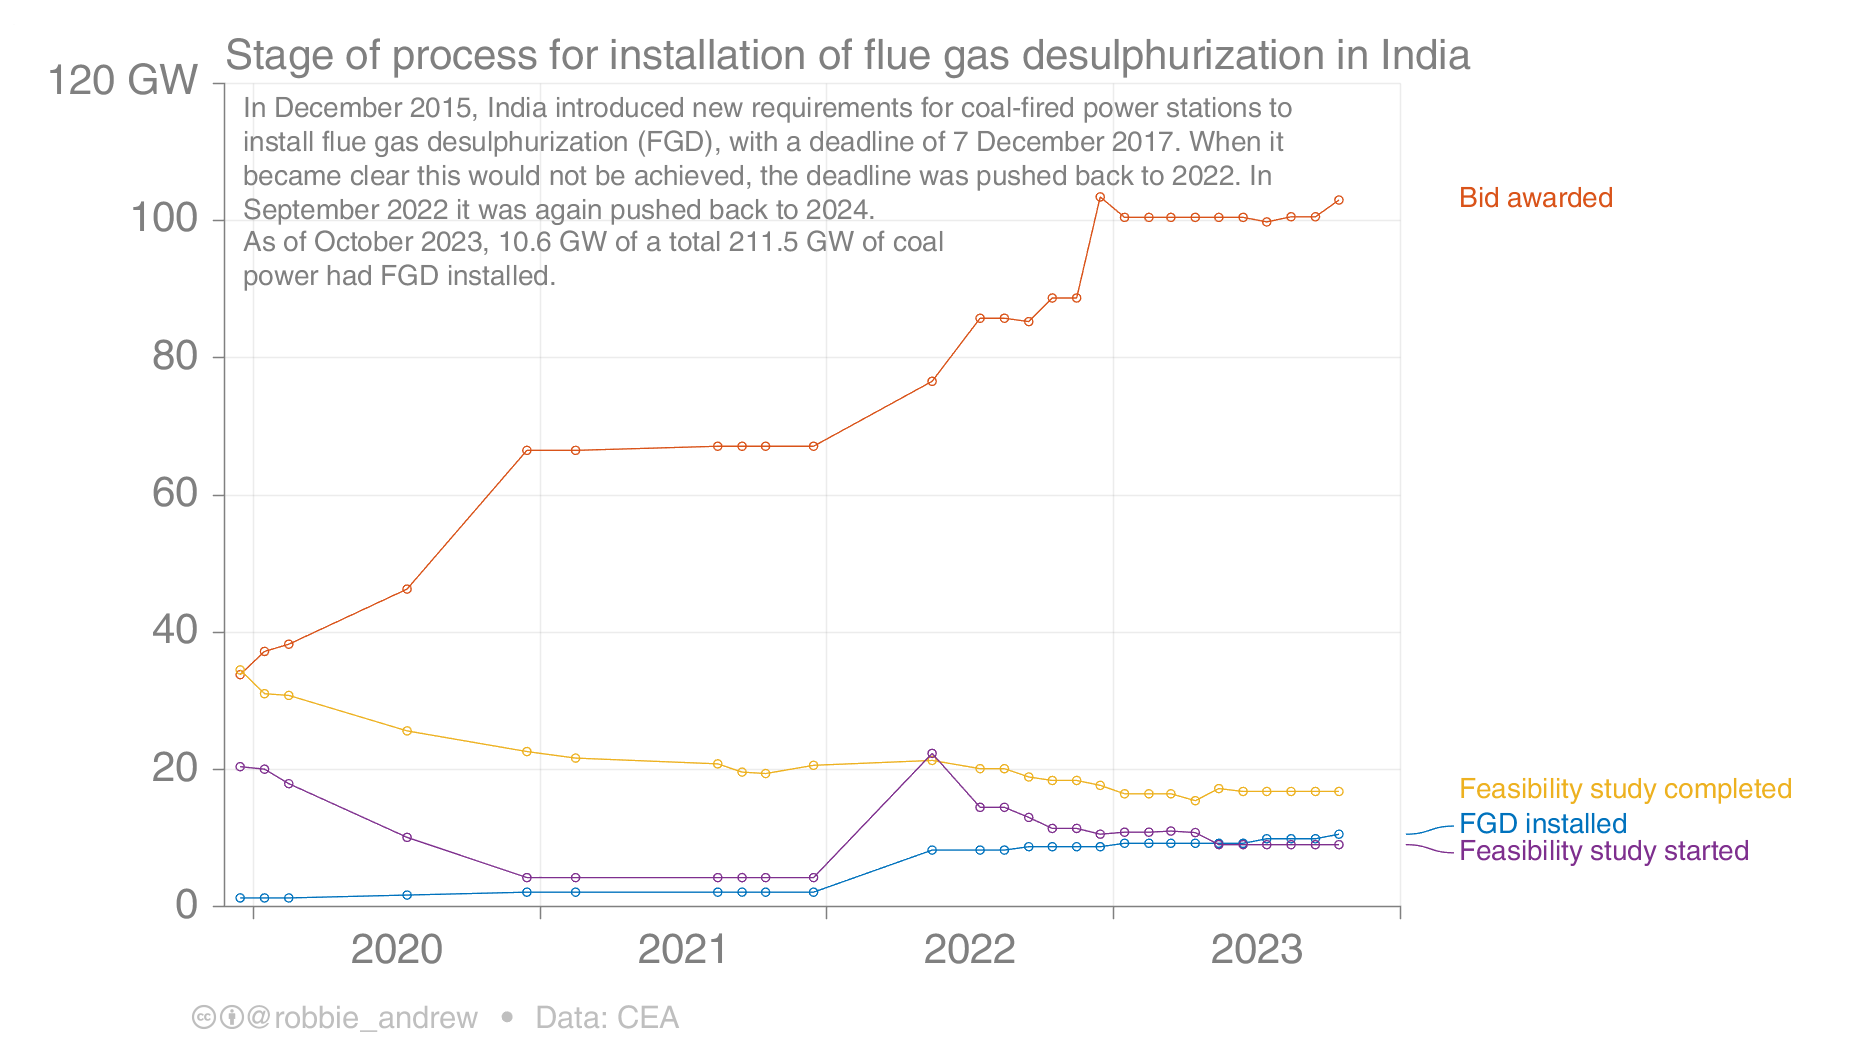 Stage of process for installation of flue gas desulphurization in India
120 GW
In December 2015, India introduced new requirements for coal-fired power stations to
install flue gas desulphurization (FGD), with a deadline of 7 December 2017. When it
became clear this would not be achieved, the deadline was pushed back to 2022. In
September 2022 it was again pushed back to 2024.
As of October 2023, 10.6 GW of a total 211.5 GW of coal
power had FGD installed.
Bid awarded
100
80
60
40
20
0
Feasibility study completed
FGD installed
Feasibility study started
2020 2021 2022 2023
cc @robbie_andrew • Data: CEA